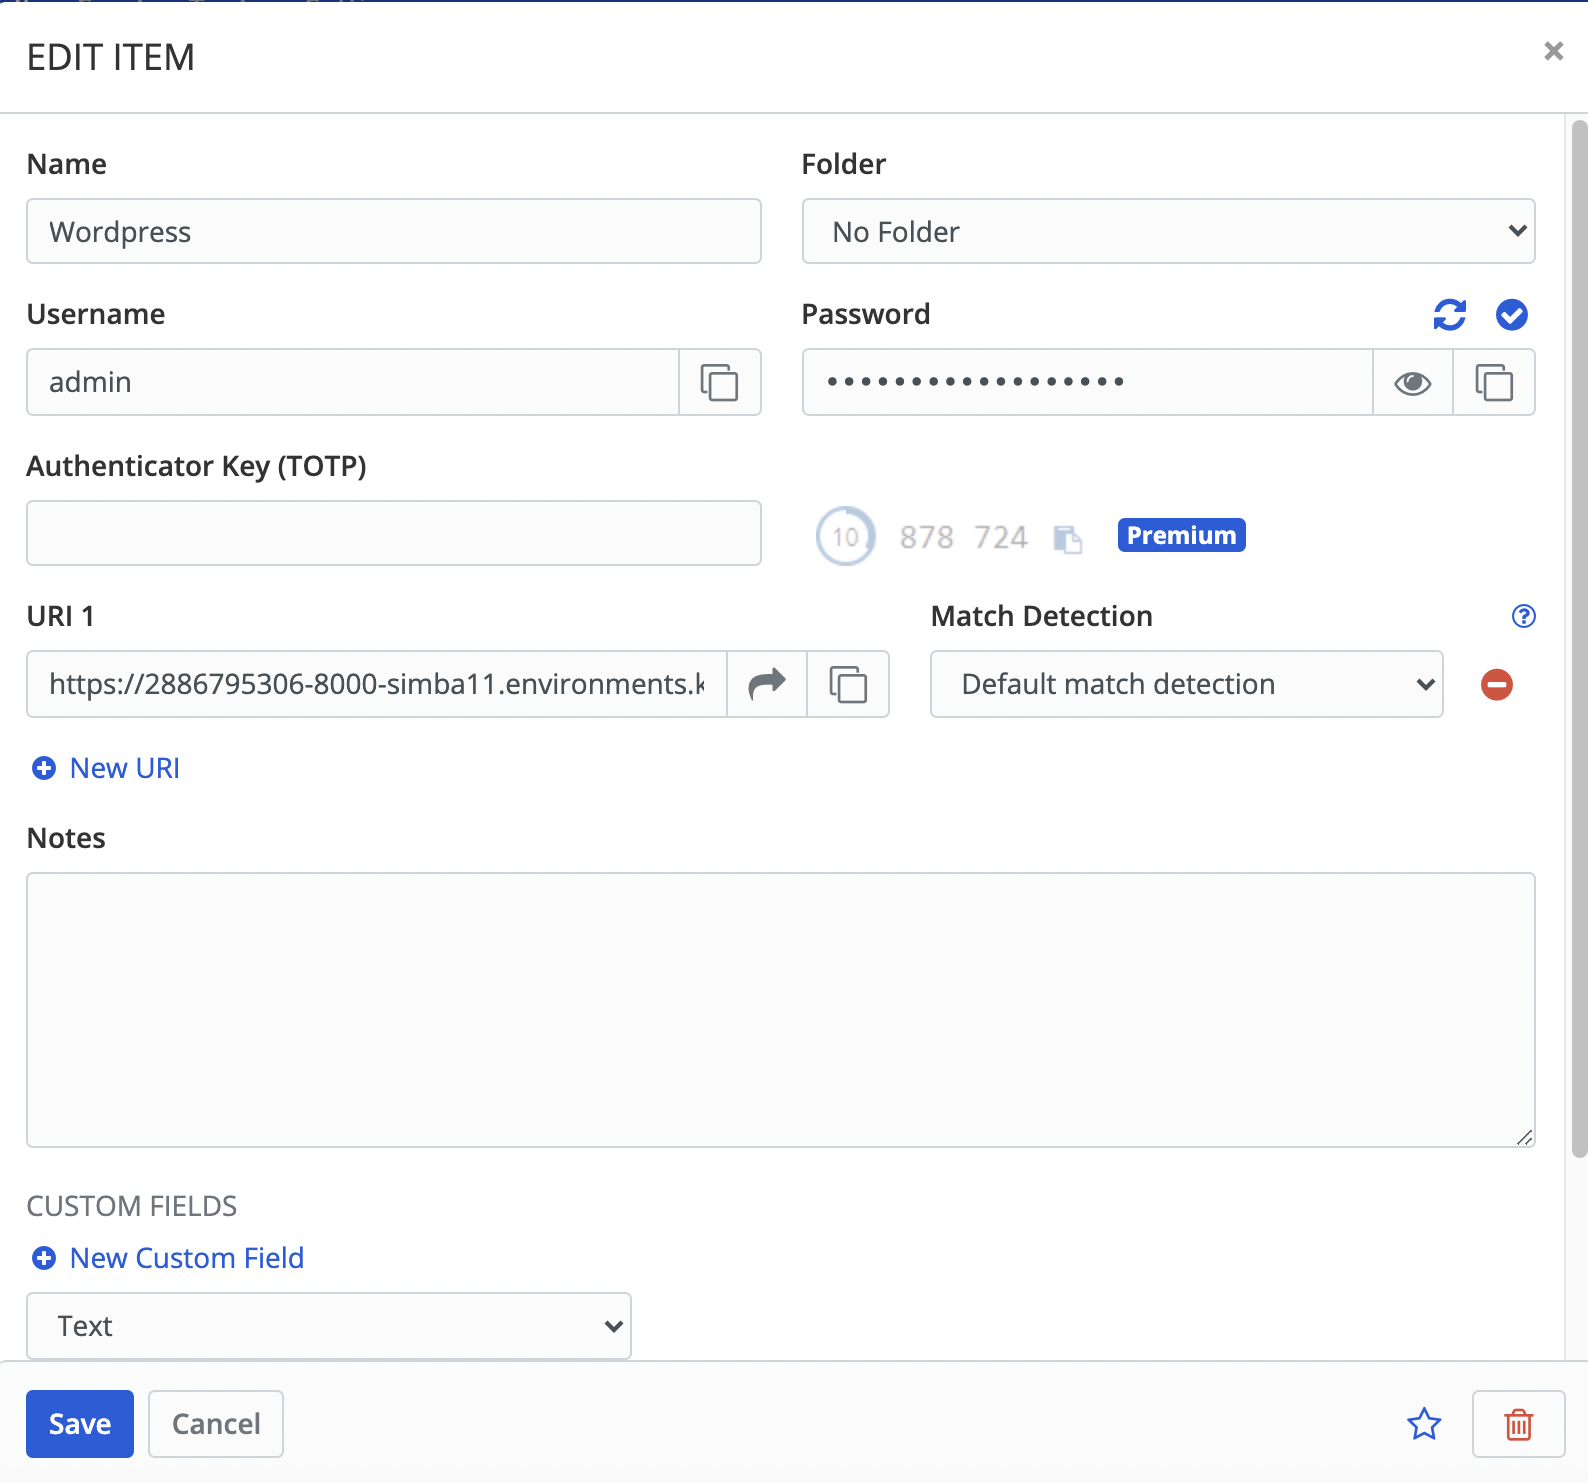 EDIT ITEM
Name
Folder
Wordpress
No Folder
Username
Password
admin
••••••••••••••••••
Authenticator Key (TOTP)
10 878 724 Premium
URI 1
Match Detection
https://2886795306-8000-simba11.environments.k
Default match detection
New URI
Notes
CUSTOM FIELDS
New Custom Field
Text
Save
Cancel